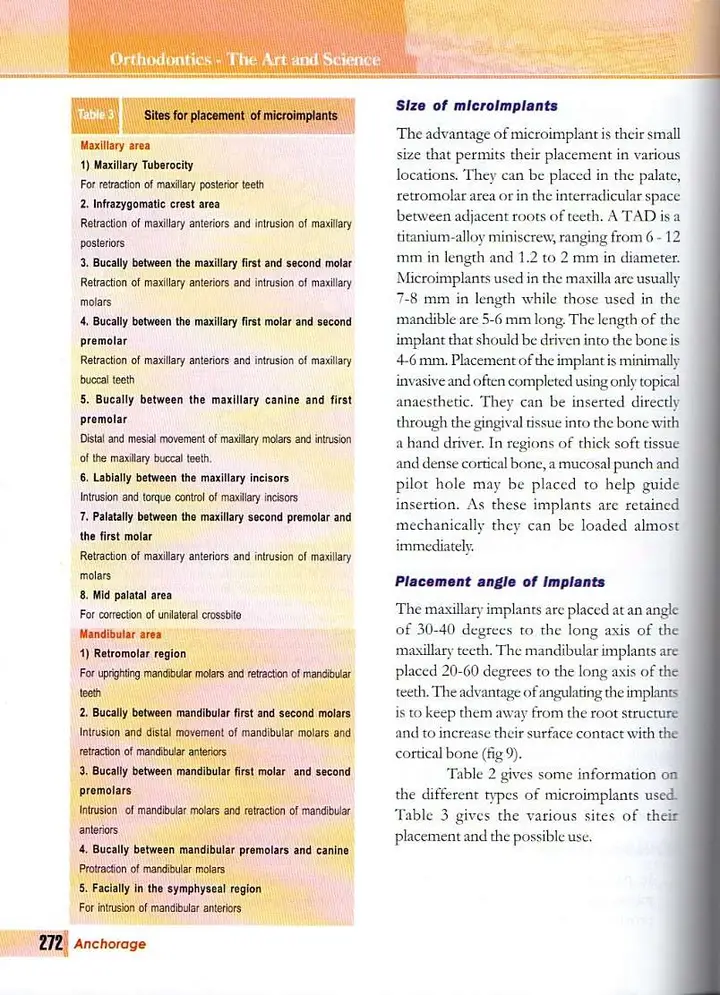 Orthodontics - The Art and Science
Table 3
Sites for placement of microimplants
Maxillary area
1) Maxillary Tuberocity
For retraction of maxillary posterior teeth
2. Infrazygomatic crest area
Retraction of maxillary anteriors and intrusion of maxillary
posteriors
3. Bucally between the maxillary first and second molar
Retraction of maxillary anteriors and intrusion of maxillary
molars
4. Bucally between the maxillary first molar and second
premolar
Retraction of maxillary anteriors and intrusion of maxillary
buccal teeth
5. Bucally between the maxillary canine and first
premolar
Distal and mesial movement of maxillary molars and intrusion
of the maxillary buccal teeth.
6. Labially between the maxillary incisors
Intrusion and torque control of maxillary incisors
7. Palatally between the maxillary second premolar and
the first molar
Retraction of maxillary anteriors and intrusion of maxillary
molars
8. Mid palatal area
For correction of unilateral crossbite
Mandibular area
1) Retromolar region
For uprighting mandibular molars and retraction of mandibular
teeth
2. Bucally between mandibular first and second molars
Intrusion and distal movement of mandibular molars and
retraction of mandibular anteriors
3. Bucally between mandibular first molar and second
premolars
Intrusion of mandibular molars and retraction of mandibular
anteriors
4. Bucally between mandibular premolars and canine
Protraction of mandibular molars
5. Facially in the symphyseal region
For intrusion of mandibular anteriors
Size of microimplants
The advantage of microimplant is their small
size that permits their placement in various
locations. They can be placed in the palate,
retromolar area or in the interradicular space
between adjacent roots of teeth. A TAD is a
titanium-alloy miniscrew, ranging from 6 - 12
mm in length and 1.2 to 2 mm in diameter.
Microimplants used in the maxilla are usually
7-8 mm in length while those used in the
mandible are 5-6 mm long. The length of the
implant that should be driven into the bone is
4-6 mm. Placement of the implant is minimally
invasive and often completed using only topical
anaesthetic. They can be inserted directly
through the gingival tissue into the bone with
a hand driver. In regions of thick soft tissue
and dense cortical bone, a mucosal punch and
pilot hole may be placed to help guide
insertion. As these implants are retained
mechanically they can be loaded almost
immediately.
Placement angle of implants
The maxillary implants are placed at an angle
of 30-40 degrees to the long axis of the
maxillary teeth. The mandibular implants are
placed 20-60 degrees to the long axis of the
teeth. The advantage of angulating the implants
is to keep them away from the root structure
and to increase their surface contact with the
cortical bone (fig 9).
Table 2 gives some information on
the different types of microimplants used.
Table 3 gives the various sites of their
placement and the possible use.
272 Anchorage